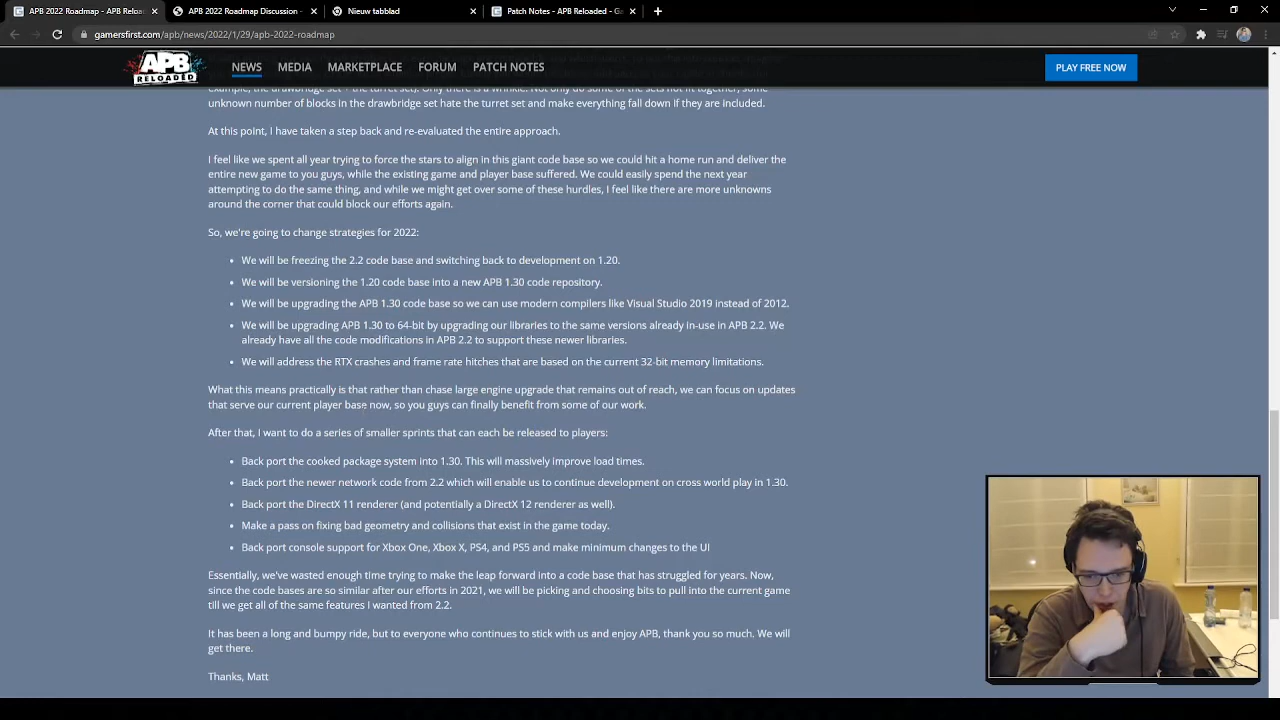 APB 2022 Roadmap - APB Reloaded
APB 2022 Roadmap Discussion -
Nieuw tabblad
Patch Notes - APB Reloaded - Ga
gamersfirst.com/apb/news/2022/1/29/apb-2022-roadmap
APB RELOADED
NEWS MEDIA MARKETPLACE FORUM PATCH NOTES PLAY FREE NOW
example, the drawbridge set + the turret set). Only there is a wrinkle. Not only do some of the sets not fit together, some
unknown number of blocks in the drawbridge set hate the turret set and make everything fall down if they are included.
At this point, I have taken a step back and re-evaluated the entire approach.
I feel like we spent all year trying to force the stars to align in this giant code base so we could hit a home run and deliver the
entire new game to you guys, while the existing game and player base suffered. We could easily spend the next year
attempting to do the same thing, and while we might get over some of these hurdles, I feel like there are more unknowns
around the corner that could block our efforts again.
So, we're going to change strategies for 2022:
• We will be freezing the 2.2 code base and switching back to development on 1.20.
• We will be versioning the 1.20 code base into a new APB 1.30 code repository.
• We will be upgrading the APB 1.30 code base so we can use modern compilers like Visual Studio 2019 instead of 2012.
• We will be upgrading APB 1.30 to 64-bit by upgrading our libraries to the same versions already in-use in APB 2.2. We
already have all the code modifications in APB 2.2 to support these newer libraries.
• We will address the RTX crashes and frame rate hitches that are based on the current 32-bit memory limitations.
What this means practically is that rather than chase large engine upgrade that remains out of reach, we can focus on updates
that serve our current player base now, so you guys can finally benefit from some of our work.
After that, I want to do a series of smaller sprints that can each be released to players:
• Back port the cooked package system into 1.30. This will massively improve load times.
• Back port the newer network code from 2.2 which will enable us to continue development on cross world play in 1.30.
• Back port the DirectX 11 renderer (and potentially a DirectX 12 renderer as well).
• Make a pass on fixing bad geometry and collisions that exist in the game today.
• Back port console support for Xbox One, Xbox X, PS4, and PS5 and make minimum changes to the UI
Essentially, we've wasted enough time trying to make the leap forward into a code base that has struggled for years. Now,
since the code bases are so similar after our efforts in 2021, we will be picking and choosing bits to pull into the current game
till we get all of the same features I wanted from 2.2.
It has been a long and bumpy ride, but to everyone who continues to stick with us and enjoy APB, thank you so much. We will
get there.
Thanks, Matt